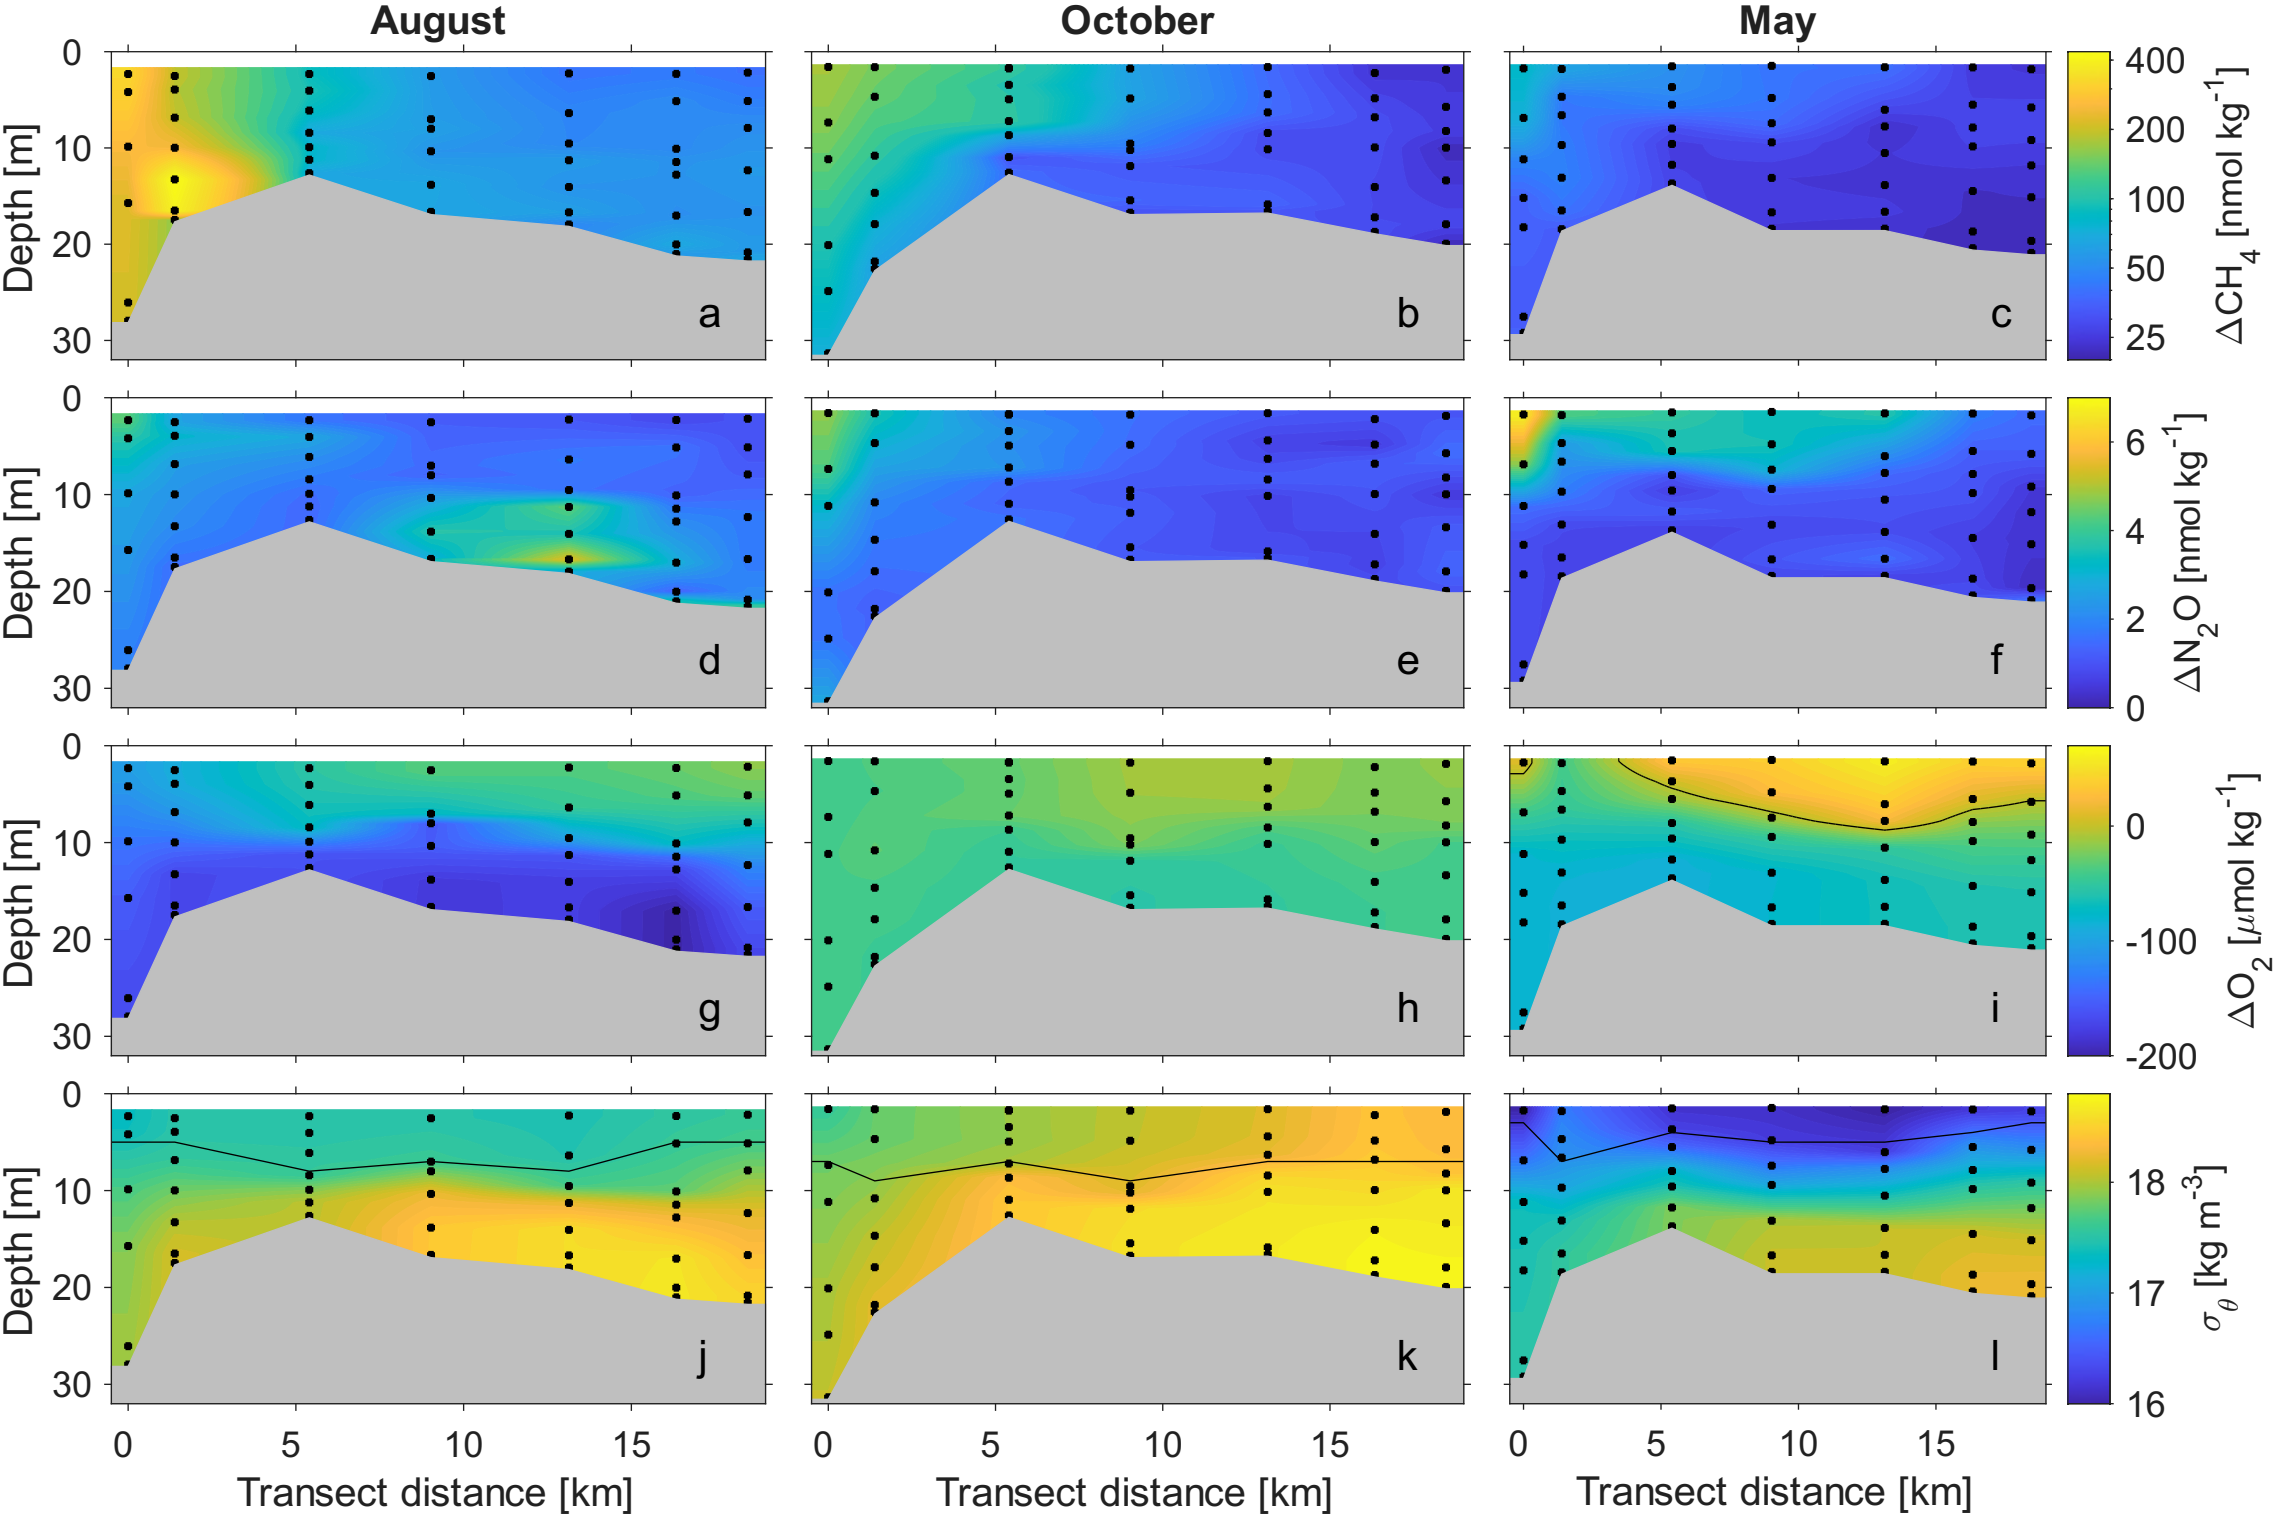 August October May
0
10
20
30
Depth [m]
a
b
c
400
200
100
50
25
ΔCH4 [nmol kg-1]
0
10
20
30
Depth [m]
d
e
f
6
4
2
0
ΔN2O [nmol kg-1]
0
10
20
30
Depth [m]
g
h
i
0
-100
-200
ΔO2 [μmol kg-1]
0
10
20
30
Depth [m]
j
k
l
18
17
16
σθ [kg m-3]
0 5 10 15 0 5 10 15 0 5 10 15
Transect distance [km] Transect distance [km] Transect distance [km]